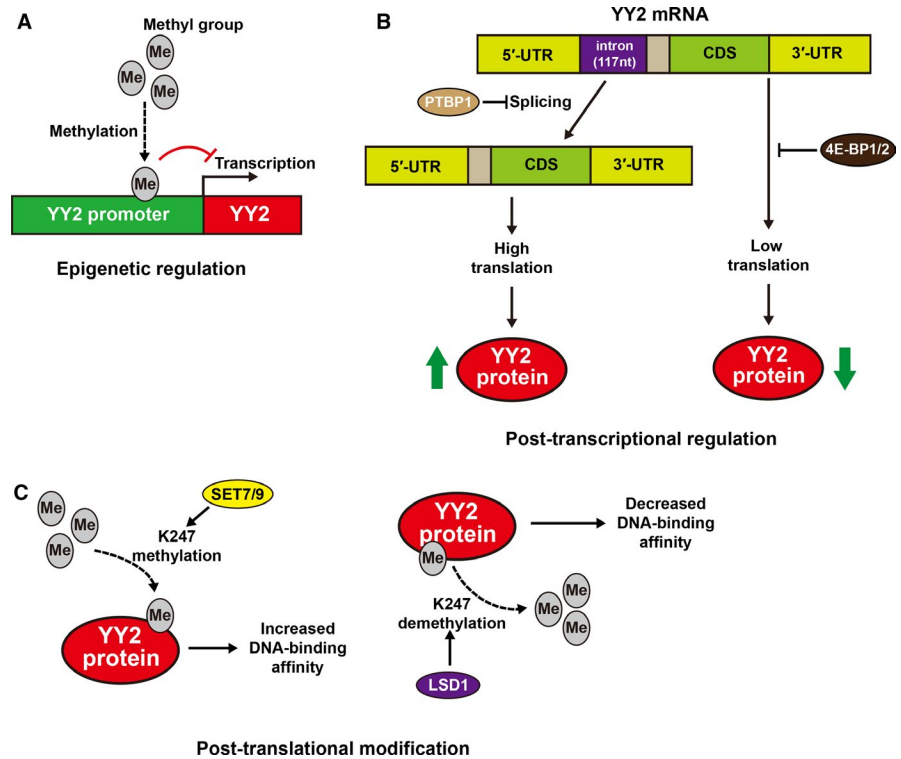 A
Methyl group
Me
Me
Me
Methylation
Me
Transcription
YY2 promoter
YY2
Epigenetic regulation
B
YY2 mRNA
5′-UTR
intron
(117nt)
CDS
3′-UTR
PTBP1
Splicing
4E-BP1/2
5′-UTR
CDS
3′-UTR
High
translation
Low
translation
YY2
protein
YY2
protein
Post-transcriptional regulation
C
Me
Me
Me
SET7/9
K247
methylation
Me
YY2
protein
Increased
DNA-binding
affinity
YY2
protein
Me
Decreased
DNA-binding
affinity
K247
demethylation
Me
Me
Me
LSD1
Post-translational modification